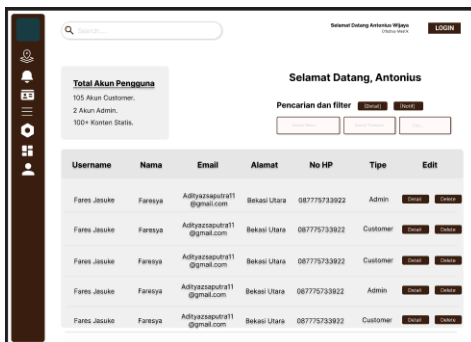 Search...
Selamat Datang Antonius Wijaya
LOGIN
Total Akun Pengguna
105 Akun Customer.
2 Akun Admin.
100+ Konten Statis.
Selamat Datang, Antonius
Pencarian dan filter [Detail] [Notif]
Username Nama Email Alamat No HP Tipe Edit
Fares Jasuke Faresya Adityazsaputra11 @gmail.com Bekasi Utara 087775733922 Admin Detail Delete
Fares Jasuke Faresya Adityazsaputra11 @gmail.com Bekasi Utara 087775733922 Customer Detail Delete
Fares Jasuke Faresya Adityazsaputra11 @gmail.com Bekasi Utara 087775733922 Customer Detail Delete
Fares Jasuke Faresya Adityazsaputra11 @gmail.com Bekasi Utara 087775733922 Admin Detail Delete
Fares Jasuke Faresya Adityazsaputra11 @gmail.com Bekasi Utara 087775733922 Customer Detail Delete